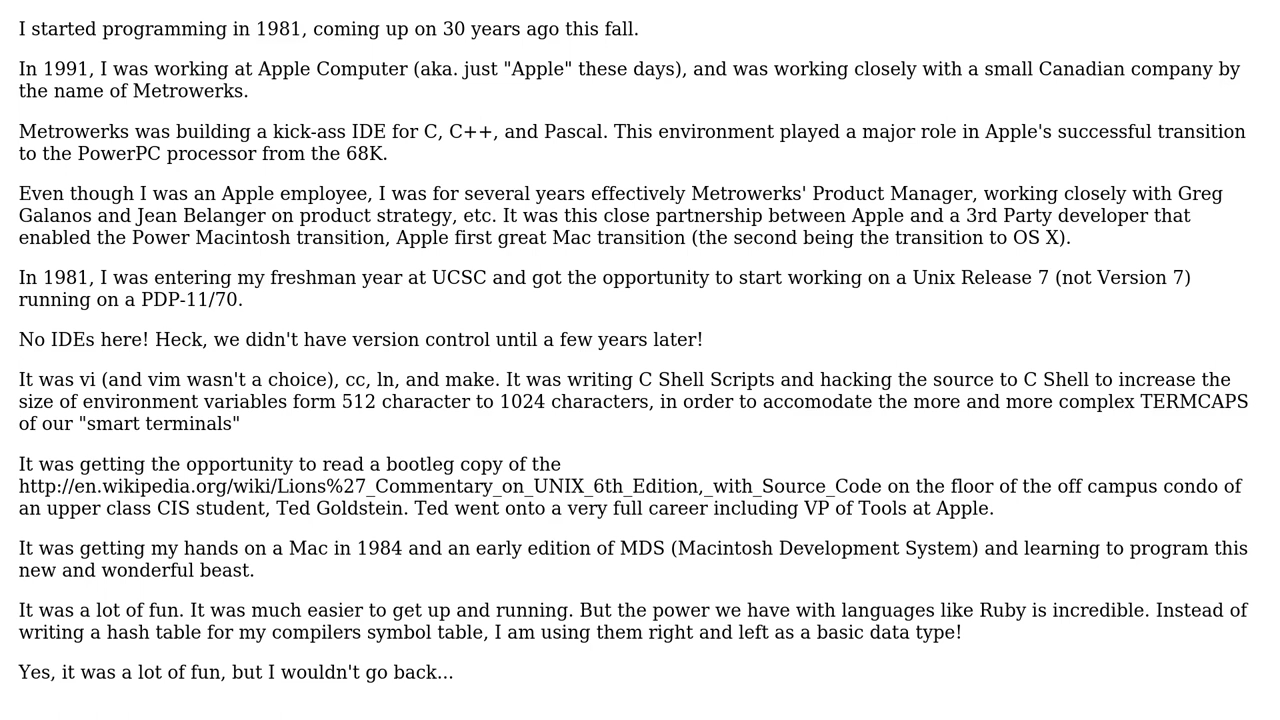 I started programming in 1981, coming up on 30 years ago this fall.
In 1991, I was working at Apple Computer (aka. just "Apple" these days), and was working closely with a small Canadian company by
the name of Metrowerks.
Metrowerks was building a kick-ass IDE for C, C++, and Pascal. This environment played a major role in Apple's successful transition
to the PowerPC processor from the 68K.
Even though I was an Apple employee, I was for several years effectively Metrowerks' Product Manager, working closely with Greg
Galanos and Jean Belanger on product strategy, etc. It was this close partnership between Apple and a 3rd Party developer that
enabled the Power Macintosh transition, Apple first great Mac transition (the second being the transition to OS X).
In 1981, I was entering my freshman year at UCSC and got the opportunity to start working on a Unix Release 7 (not Version 7)
running on a PDP-11/70.
No IDEs here! Heck, we didn't have version control until a few years later!
It was vi (and vim wasn't a choice), cc, ln, and make. It was writing C Shell Scripts and hacking the source to C Shell to increase the
size of environment variables form 512 character to 1024 characters, in order to accomodate the more and more complex TERMCAPS
of our "smart terminals"
It was getting the opportunity to read a bootleg copy of the
http://en.wikipedia.org/wiki/Lions%27_Commentary_on_UNIX_6th_Edition,_with_Source_Code on the floor of the off campus condo of
an upper class CIS student, Ted Goldstein. Ted went onto a very full career including VP of Tools at Apple.
It was getting my hands on a Mac in 1984 and an early edition of MDS (Macintosh Development System) and learning to program this
new and wonderful beast.
It was a lot of fun. It was much easier to get up and running. But the power we have with languages like Ruby is incredible. Instead of
writing a hash table for my compilers symbol table, I am using them right and left as a basic data type!
Yes, it was a lot of fun, but I wouldn't go back...